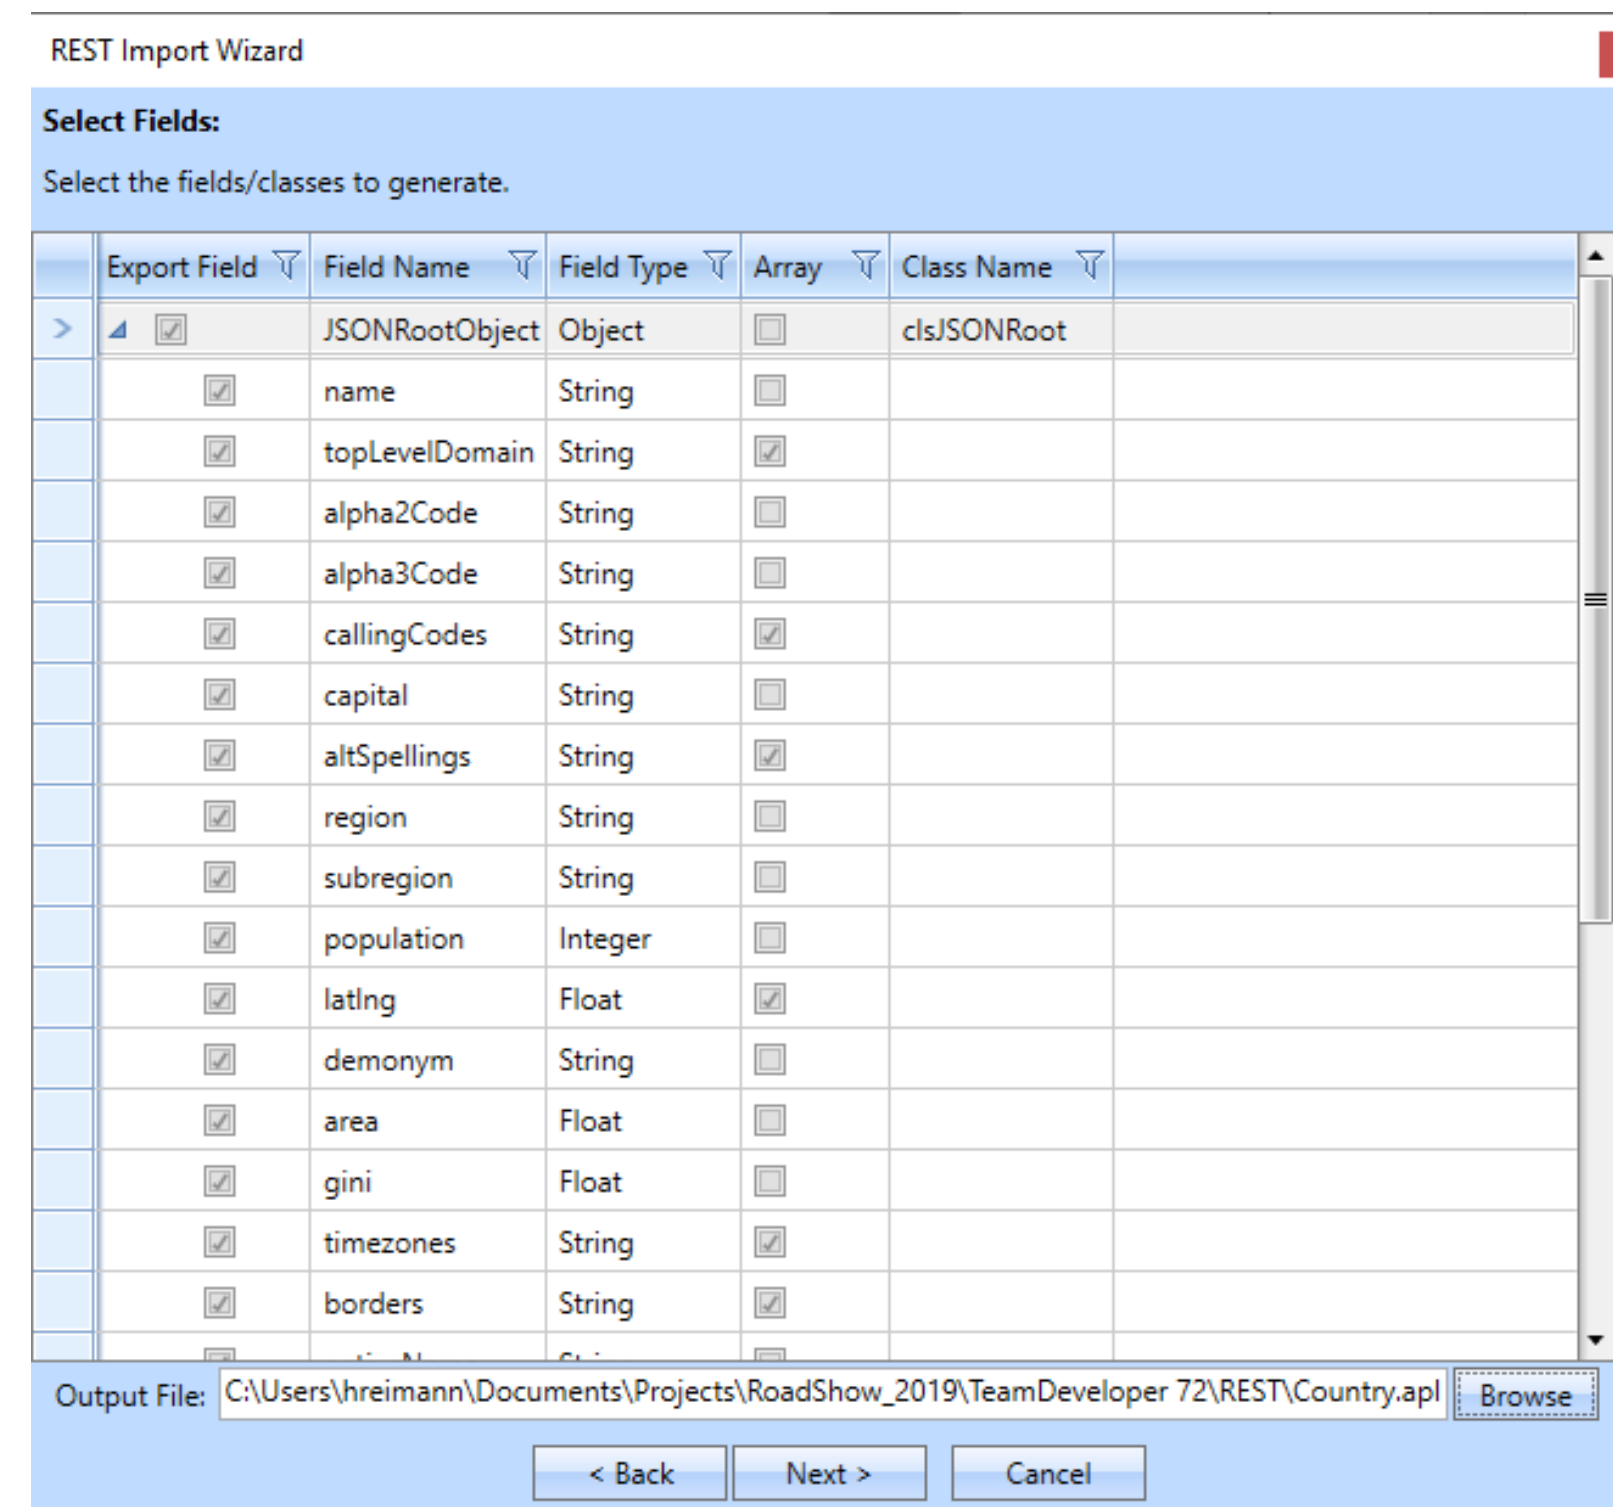 REST Import Wizard
Select Fields:
Select the fields/classes to generate.
Export Field Field Name Field Type Array Class Name
JSONRootObject Object clsJSONRoot
name String
topLevelDomain String
alpha2Code String
alpha3Code String
callingCodes String
capital String
altSpellings String
region String
subregion String
population Integer
latlng Float
demonym String
area Float
gini Float
timezones String
borders String
Output File: C:\Users\hreimann\Documents\Projects\RoadShow_2019\TeamDeveloper 72\REST\Country.apl Browse
< Back Next > Cancel